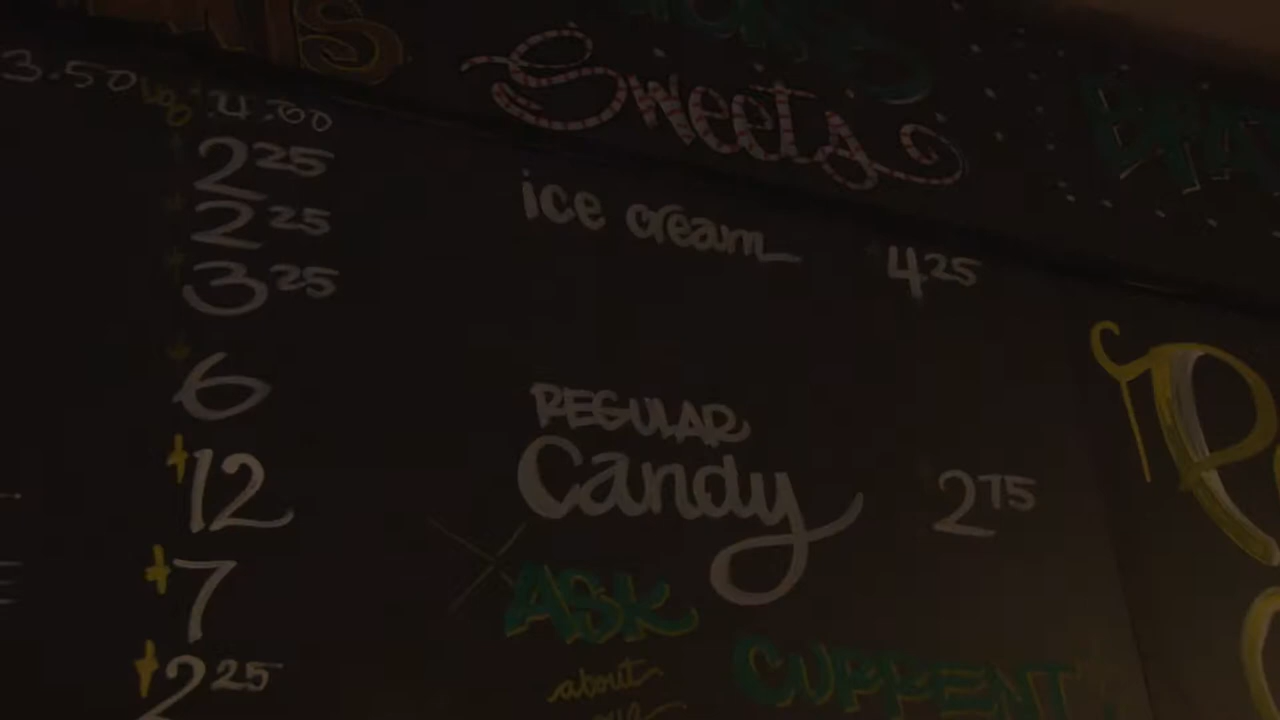 3.50 4.00
2 25
2 25
3 25
6
+12
+7
+2 25
Sweets
ice cream 4 25
REGULAR
Candy 2 75
ASK
about
our
CURRENT